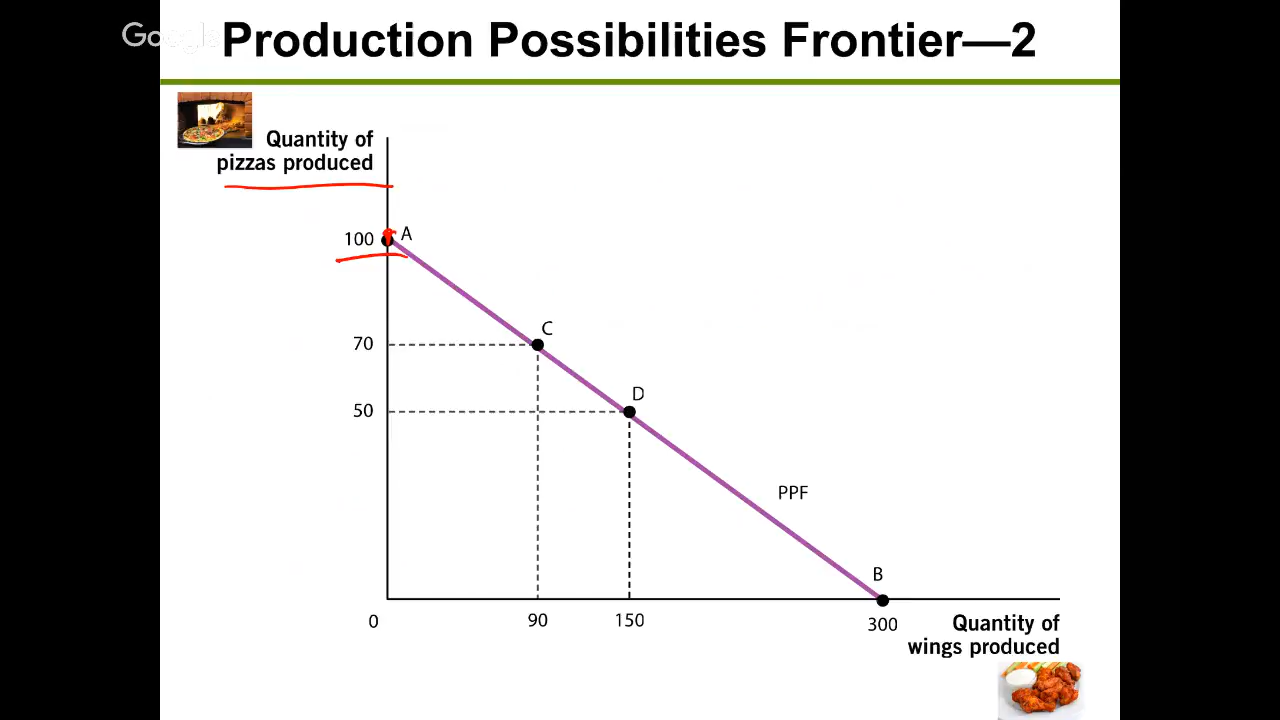 Google
Production Possibilities Frontier—2
Quantity of
pizzas produced
100
A
C
70
D
50
PPF
B
0
90
150
300
Quantity of
wings produced